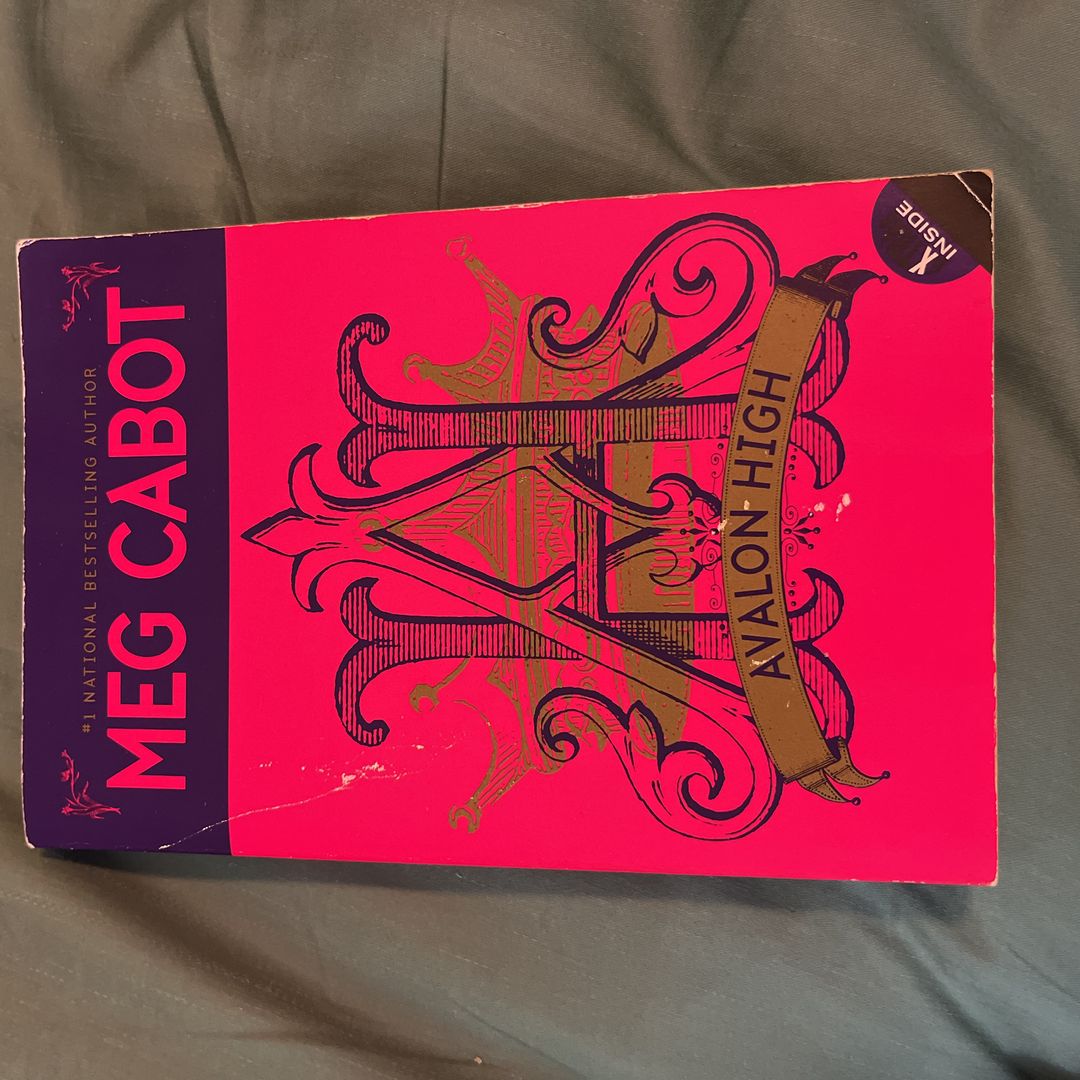 #1 NATIONAL BESTSELLING AUTHOR
MEG CABOT
AVALON HIGH
X
INSIDE